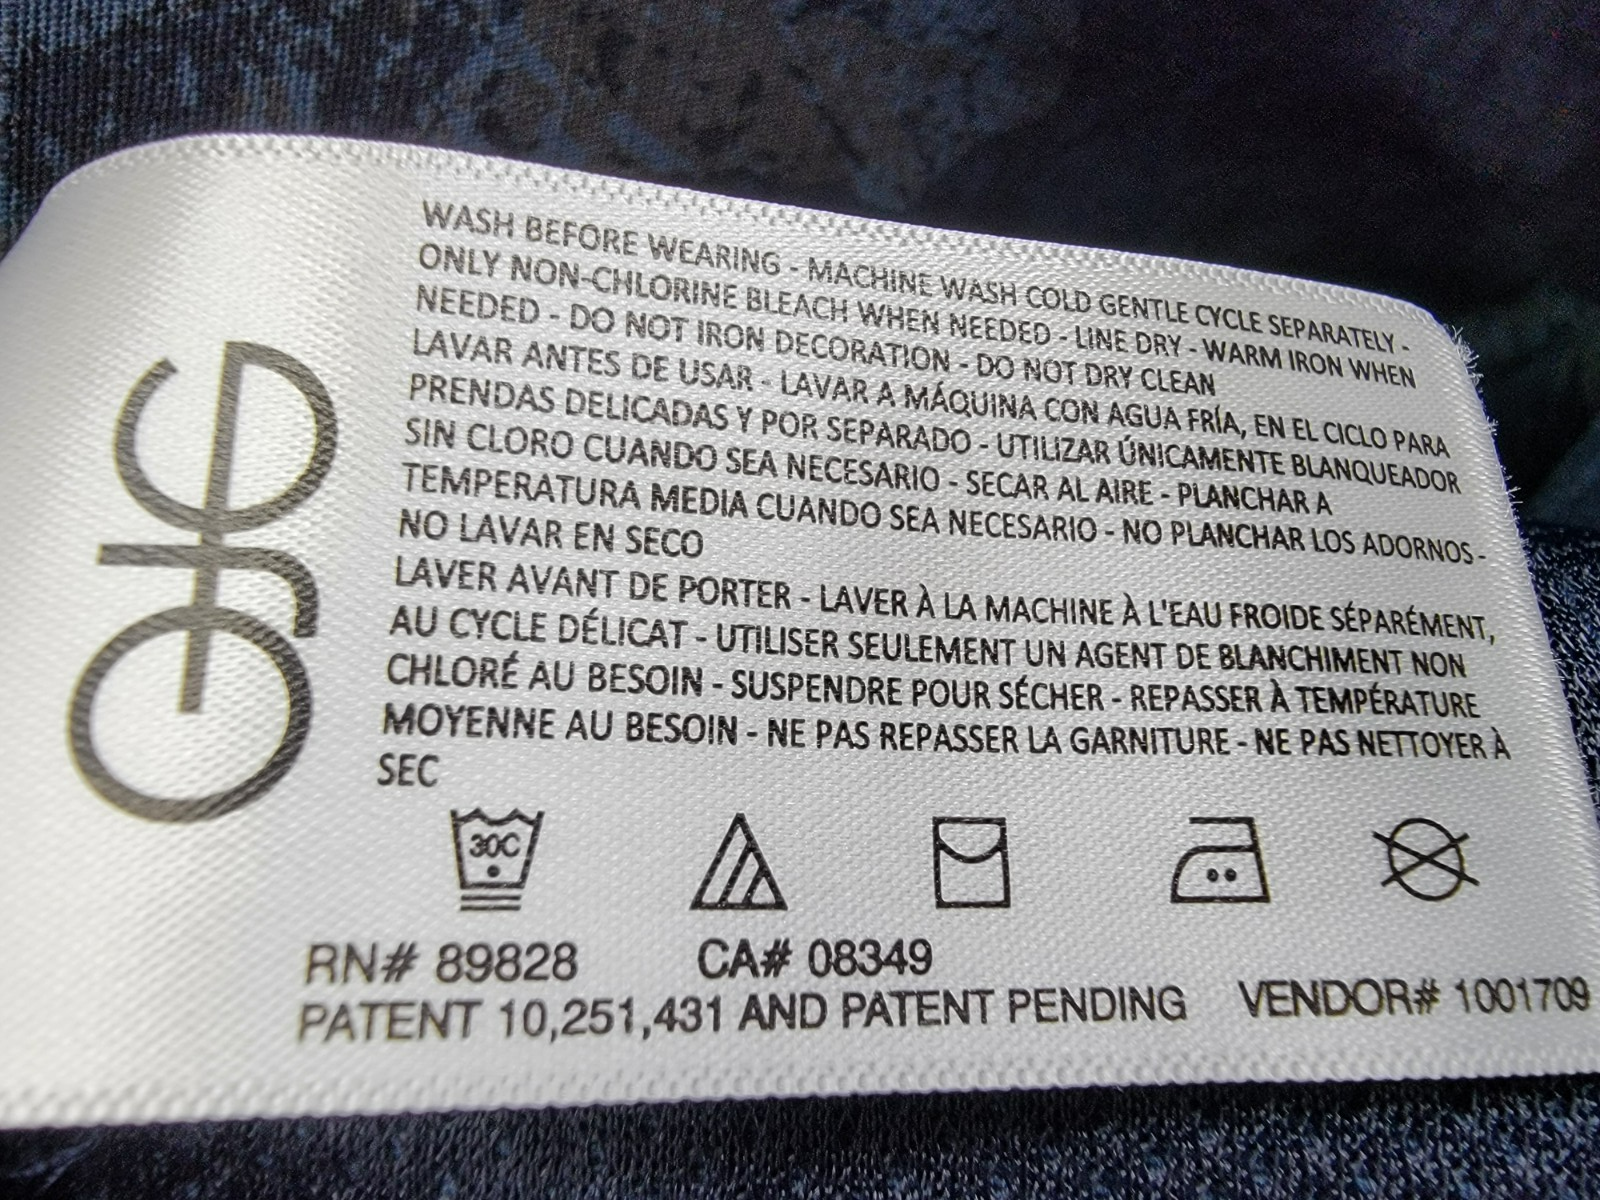 WASH BEFORE WEARING - MACHINE WASH COLD GENTLE CYCLE SEPARATELY -
ONLY NON-CHLORINE BLEACH WHEN NEEDED - LINE DRY - WARM IRON WHEN
NEEDED - DO NOT IRON DECORATION - DO NOT DRY CLEAN
LAVAR ANTES DE USAR - LAVAR A MÁQUINA CON AGUA FRÍA, EN EL CICLO PARA
PRENDAS DELICADAS Y POR SEPARADO - UTILIZAR ÚNICAMENTE BLANQUEADOR
SIN CLORO CUANDO SEA NECESARIO - SECAR AL AIRE - PLANCHAR A
TEMPERATURA MEDIA CUANDO SEA NECESARIO - NO PLANCHAR LOS ADORNOS -
NO LAVAR EN SECO
LAVER AVANT DE PORTER - LAVER À LA MACHINE À L'EAU FROIDE SÉPARÉMENT,
AU CYCLE DÉLICAT - UTILISER SEULEMENT UN AGENT DE BLANCHIMENT NON
CHLORÉ AU BESOIN - SUSPENDRE POUR SÉCHER - REPASSER À TEMPÉRATURE
MOYENNE AU BESOIN - NE PAS REPASSER LA GARNITURE - NE PAS NETTOYER À
SEC
30C
RN# 89828 CA# 08349
PATENT 10,251,431 AND PATENT PENDING VENDOR# 1001709